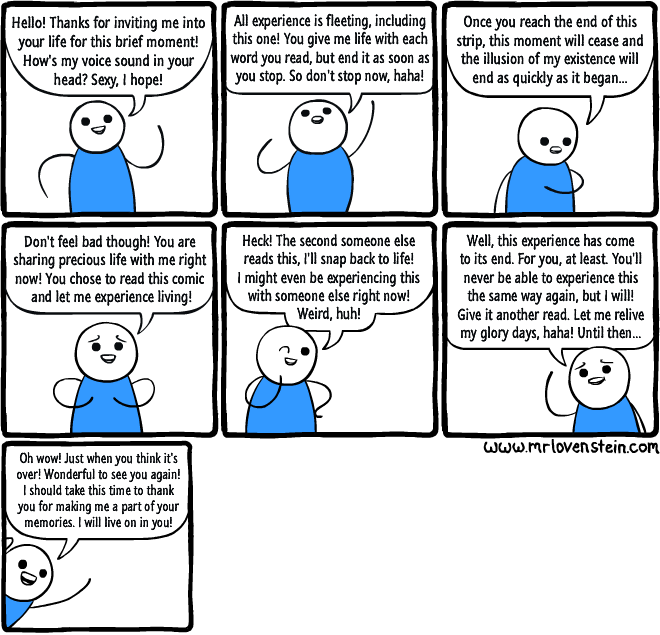 Hello! Thanks for inviting me into
your life for this brief moment!
How's my voice sound in your
head? Sexy, I hope!
All experience is fleeting, including
this one! You give me life with each
word you read, but end it as soon as
you stop. So don't stop now, haha!
Once you reach the end of this
strip, this moment will cease and
the illusion of my existence will
end as quickly as it began...
Don't feel bad though! You are
sharing precious life with me right
now! You chose to read this comic
and let me experience living!
Heck! The second someone else
reads this, I'll snap back to life!
I might even be experiencing this
with someone else right now!
Weird, huh!
Well, this experience has come
to its end. For you, at least. You'll
never be able to experience this
the same way again, but I will!
Give it another read. Let me relive
my glory days, haha! Until then...
www.mrlovenstein.com
Oh wow! Just when you think it's
over! Wonderful to see you again!
I should take this time to thank
you for making me a part of your
memories. I will live on in you!